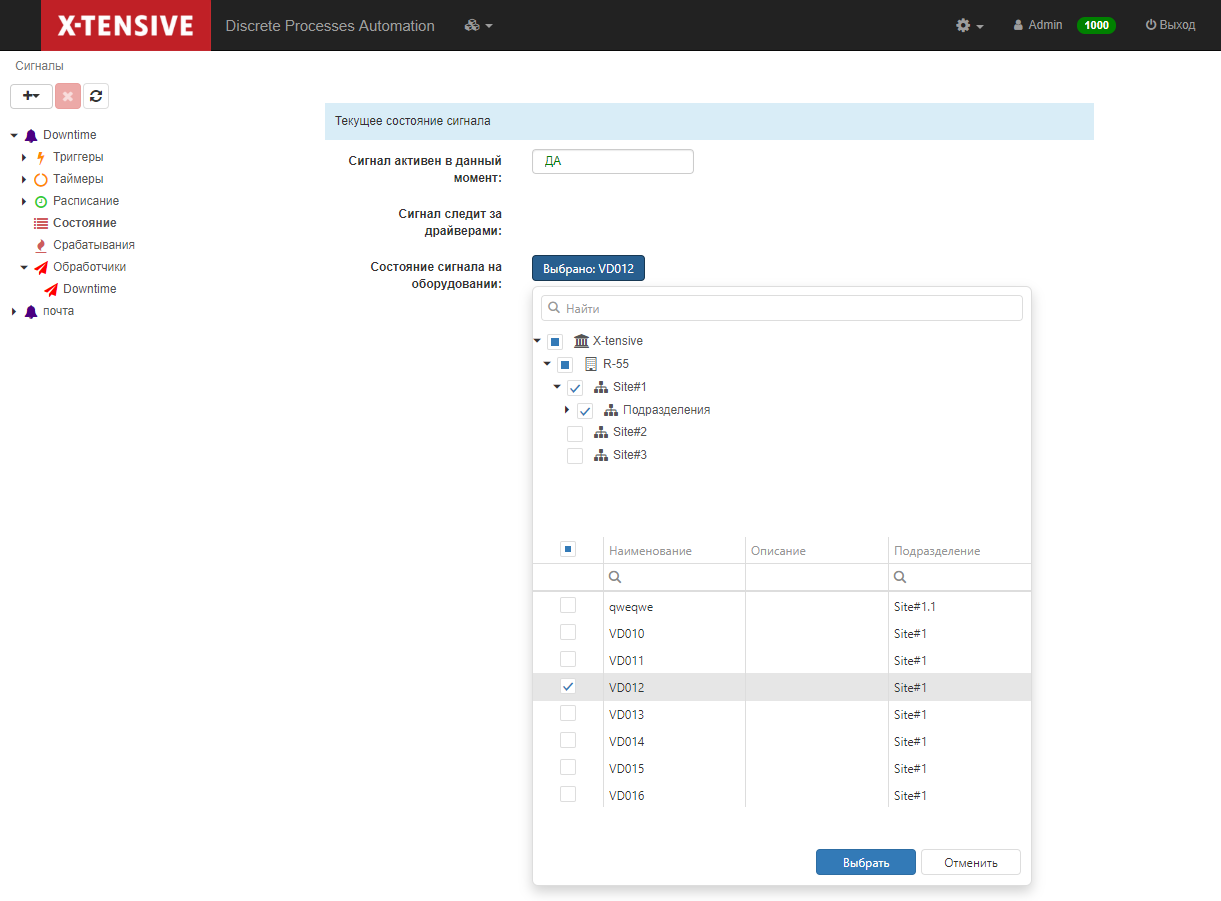 X-TENSIVE Discrete Processes Automation Admin 1000 Выход
Сигналы
Downtime
Триггеры
Таймеры
Расписание
Состояние
Срабатывания
Обработчики
Downtime
почта
Текущее состояние сигнала
Сигнал активен в данный
момент:
ДА
Сигнал следит за
драйверами:
Состояние сигнала на
оборудовании:
Выбрано: VD012
Найти
X-tensive
R-55
Site#1
Подразделения
Site#2
Site#3
Наименование Описание Подразделение
qweqwe Site#1.1
VD010 Site#1
VD011 Site#1
VD012 Site#1
VD013 Site#1
VD014 Site#1
VD015 Site#1
VD016 Site#1
Выбрать Отменить